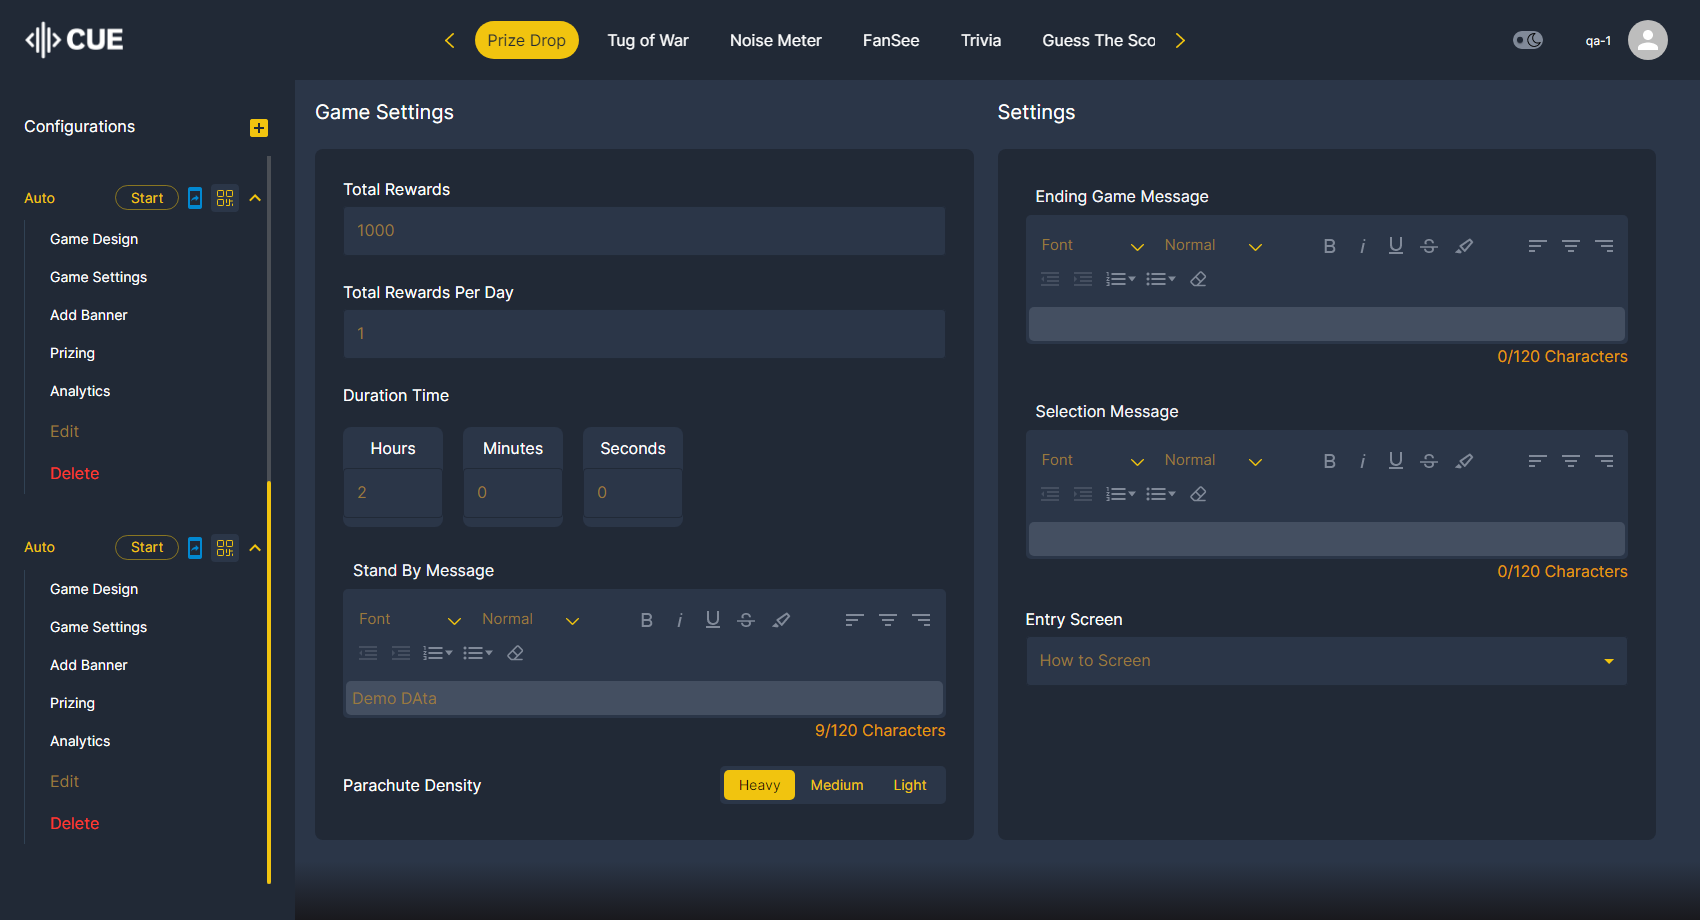 CUE
Prize Drop
Tug of War
Noise Meter
FanSee
Trivia
Guess The Sco
qa-1
Configurations
Auto
Start
Game Design
Game Settings
Add Banner
Prizing
Analytics
Edit
Delete
Auto
Start
Game Design
Game Settings
Add Banner
Prizing
Analytics
Edit
Delete
Game Settings
Total Rewards
1000
Total Rewards Per Day
1
Duration Time
Hours
Minutes
Seconds
2
0
0
Stand By Message
Font
Normal
Demo DAta
9/120 Characters
Parachute Density
Heavy
Medium
Light
Settings
Ending Game Message
Font
Normal
0/120 Characters
Selection Message
Font
Normal
0/120 Characters
Entry Screen
How to Screen